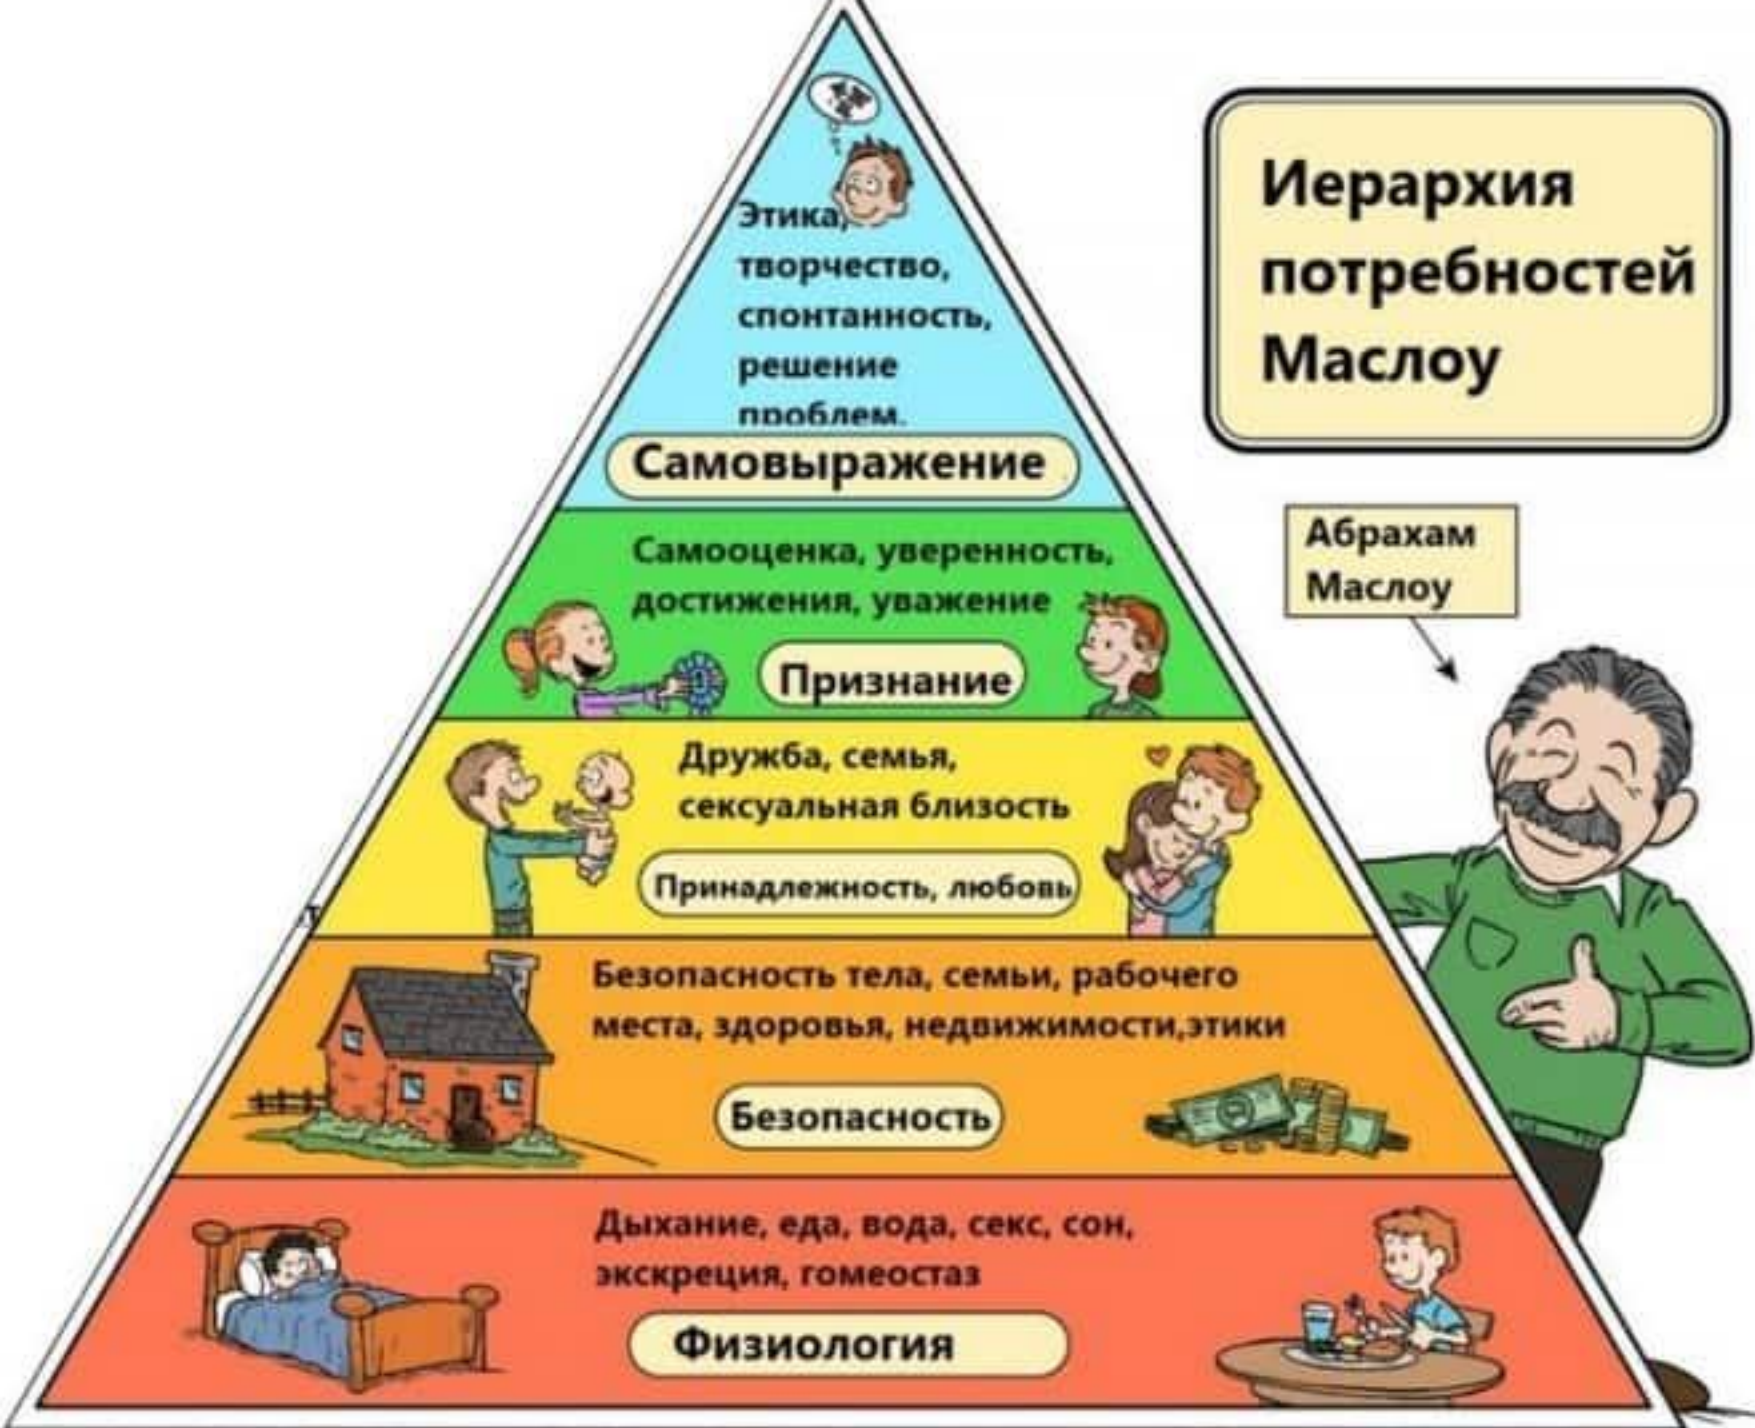 Иерархия
потребностей
Маслоу
Абрахам
Маслоу
Этика,
творчество,
спонтанность,
решение
проблем.
Самовыражение
Самооценка, уверенность,
достижения, уважение
Признание
Дружба, семья,
сексуальная близость
Принадлежность, любовь
Безопасность тела, семьи, рабочего
места, здоровья, недвижимости,этики
Безопасность
Дыхание, еда, вода, секс, сон,
экскреция, гомеостаз
Физиология